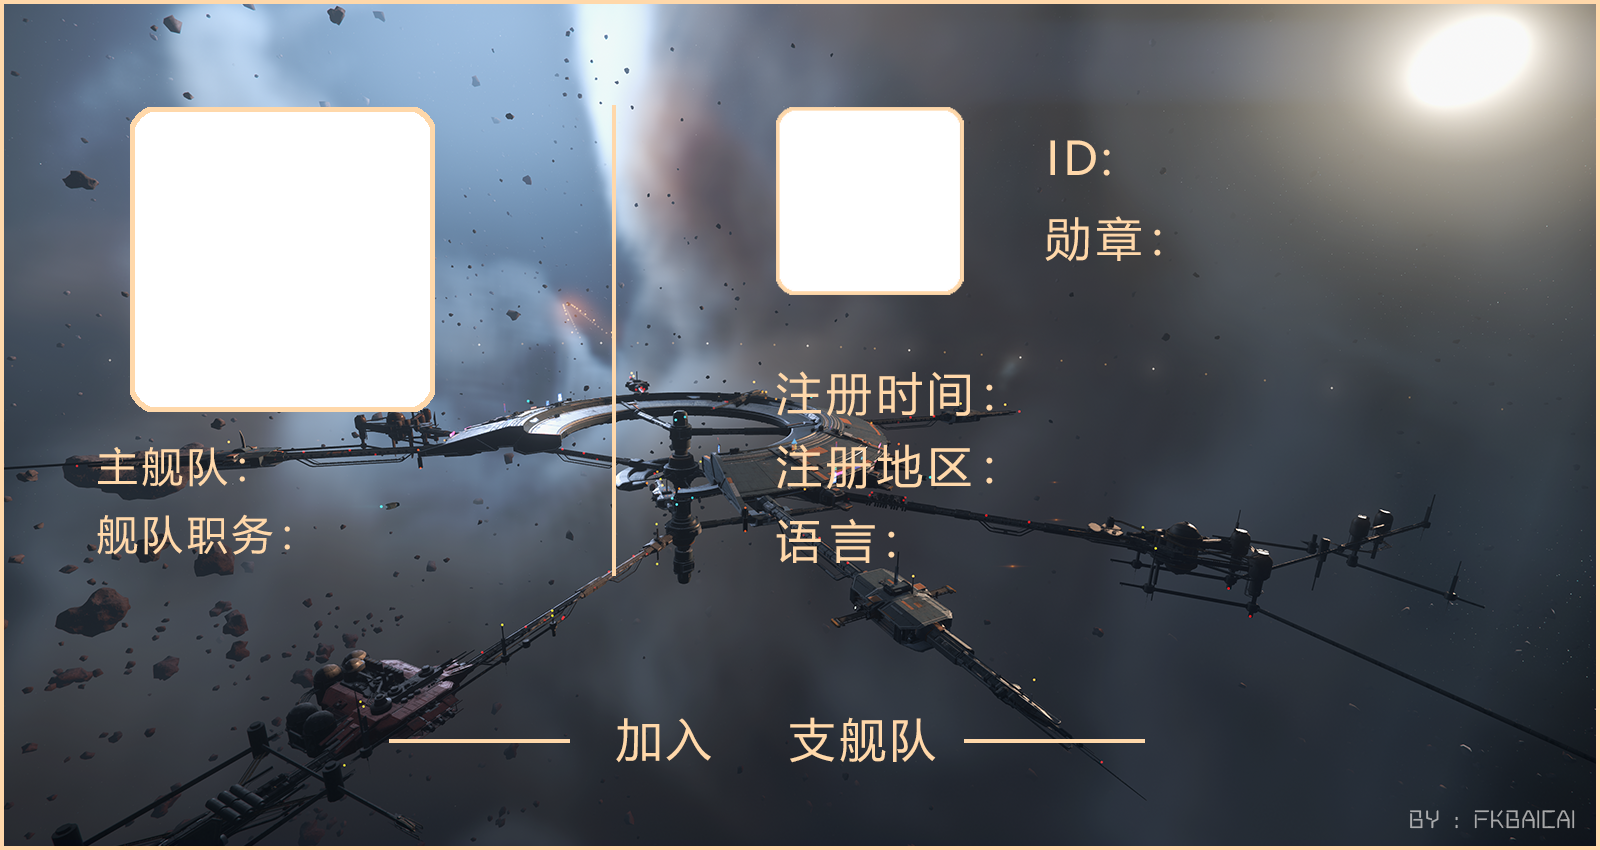 ID:
勋章：
主舰队：
舰队职务：
注册时间：
注册地区：
语言：
加入 支舰队
BY : FKBAICAI